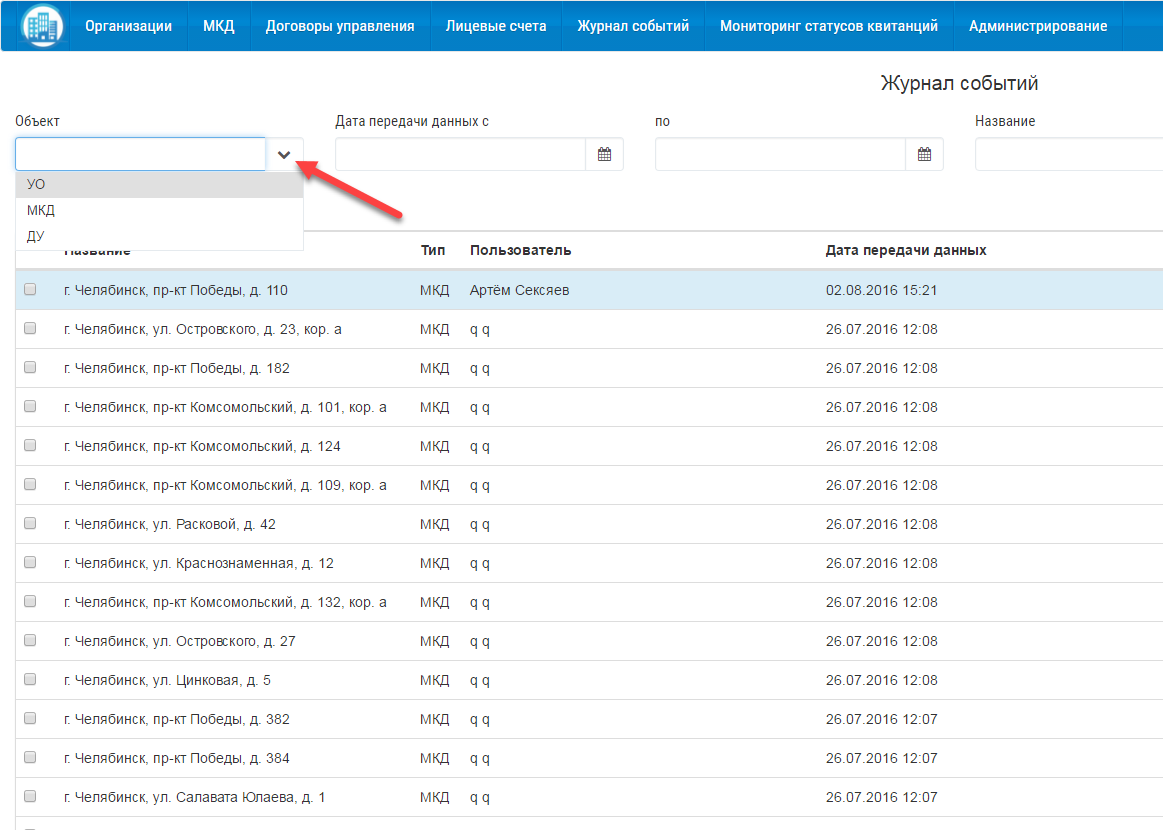 Организации МКД Договоры управления Лицевые счета Журнал событий Мониторинг статусов квитанций Администрирование
Журнал событий
Объект Дата передачи данных с по Название
УО
МКД
ДУ
Название Тип Пользователь Дата передачи данных
г. Челябинск, пр-кт Победы, д. 110 МКД Артём Сексяев 02.08.2016 15:21
г. Челябинск, ул. Островского, д. 23, кор. а МКД q q 26.07.2016 12:08
г. Челябинск, пр-кт Победы, д. 182 МКД q q 26.07.2016 12:08
г. Челябинск, пр-кт Комсомольский, д. 101, кор. а МКД q q 26.07.2016 12:08
г. Челябинск, пр-кт Комсомольский, д. 124 МКД q q 26.07.2016 12:08
г. Челябинск, пр-кт Комсомольский, д. 109, кор. а МКД q q 26.07.2016 12:08
г. Челябинск, ул. Расковой, д. 42 МКД q q 26.07.2016 12:08
г. Челябинск, ул. Краснознаменная, д. 12 МКД q q 26.07.2016 12:08
г. Челябинск, пр-кт Комсомольский, д. 132, кор. а МКД q q 26.07.2016 12:08
г. Челябинск, ул. Островского, д. 27 МКД q q 26.07.2016 12:08
г. Челябинск, ул. Цинковая, д. 5 МКД q q 26.07.2016 12:08
г. Челябинск, пр-кт Победы, д. 382 МКД q q 26.07.2016 12:07
г. Челябинск, пр-кт Победы, д. 384 МКД q q 26.07.2016 12:07
г. Челябинск, ул. Салавата Юлаева, д. 1 МКД q q 26.07.2016 12:07